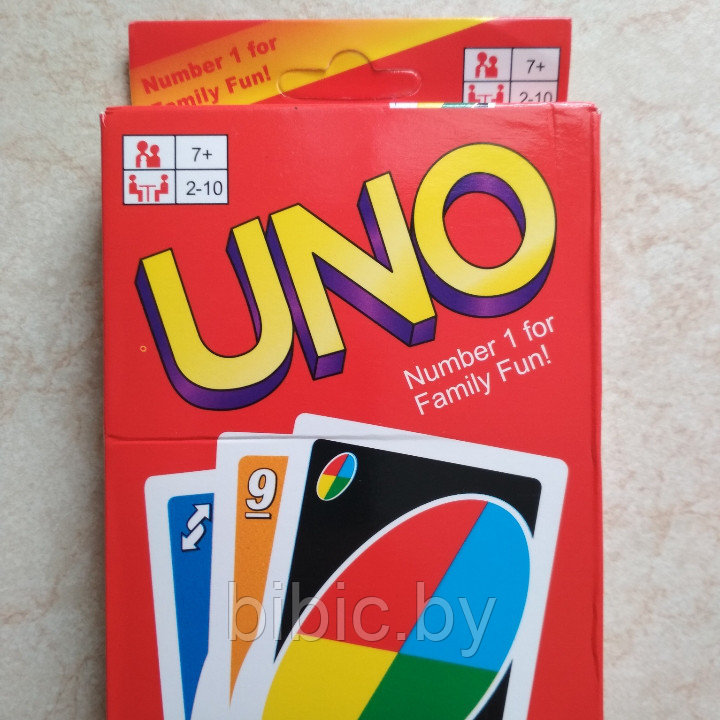 Number 1 for
Family Fun!
7+
2-10
7+
2-10
UNO
Number 1 for
Family Fun!
9
bibic.by